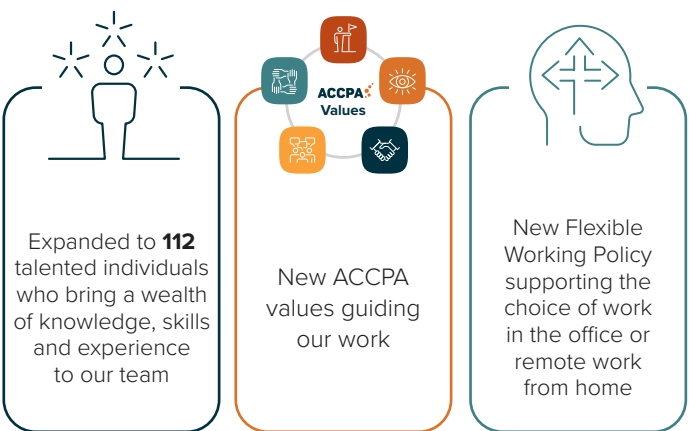 ACCPA
Values
Expanded to 112
talented individuals
who bring a wealth
of knowledge, skills
and experience
to our team
New ACCPA
values guiding
our work
New Flexible
Working Policy
supporting the
choice of work
in the office or
remote work
from home